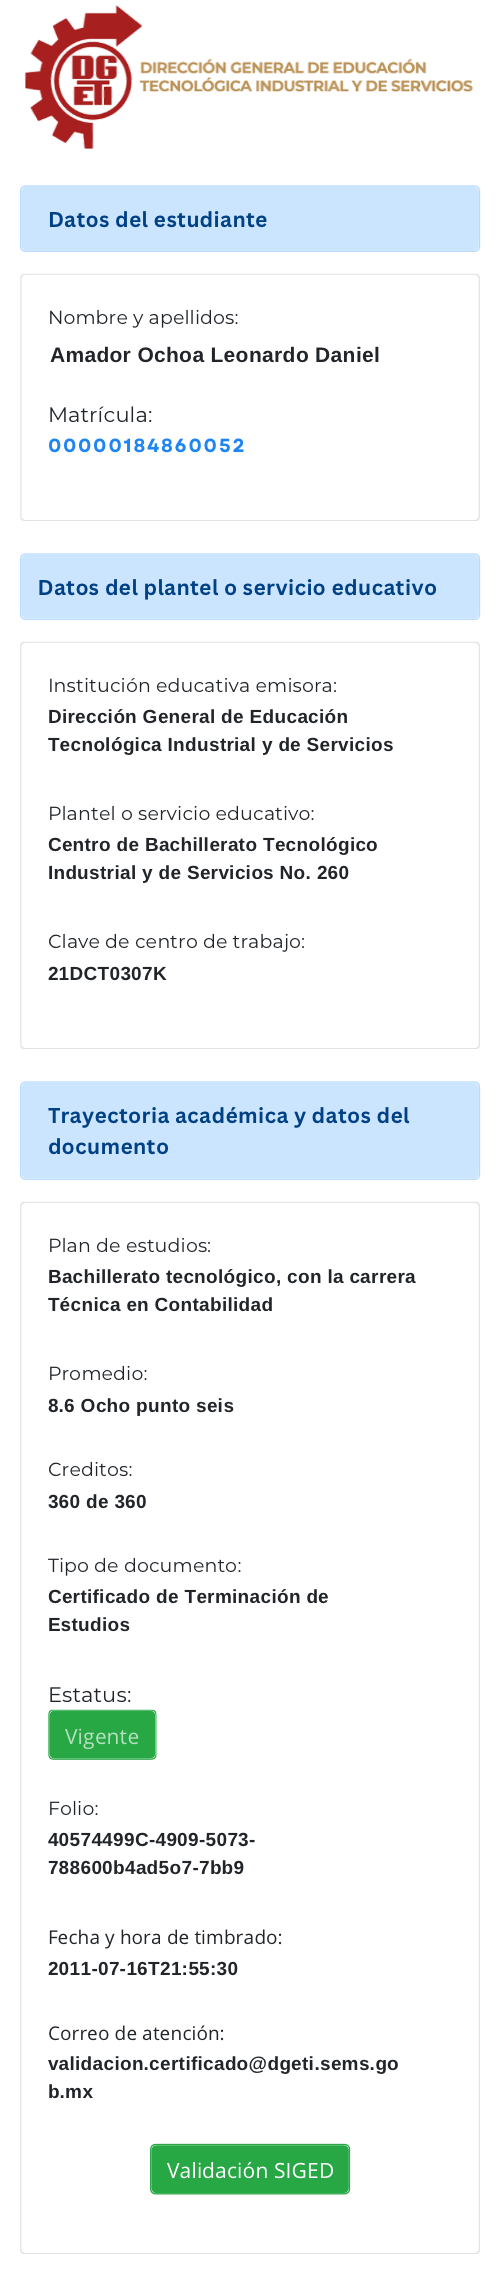 DG
ETI
DIRECCIÓN GENERAL DE EDUCACIÓN
TECNOLÓGICA INDUSTRIAL Y DE SERVICIOS
Datos del estudiante
Nombre y apellidos:
Amador Ochoa Leonardo Daniel
Matrícula:
00000184860052
Datos del plantel o servicio educativo
Institución educativa emisora:
Dirección General de Educación
Tecnológica Industrial y de Servicios
Plantel o servicio educativo:
Centro de Bachillerato Tecnológico
Industrial y de Servicios No. 260
Clave de centro de trabajo:
21DCT0307K
Trayectoria académica y datos del
documento
Plan de estudios:
Bachillerato tecnológico, con la carrera
Técnica en Contabilidad
Promedio:
8.6 Ocho punto seis
Creditos:
360 de 360
Tipo de documento:
Certificado de Terminación de
Estudios
Estatus:
Vigente
Folio:
40574499C-4909-5073-
788600b4ad5o7-7bb9
Fecha y hora de timbrado:
2011-07-16T21:55:30
Correo de atención:
validacion.certificado@dgeti.sems.go
b.mx
Validación SIGED